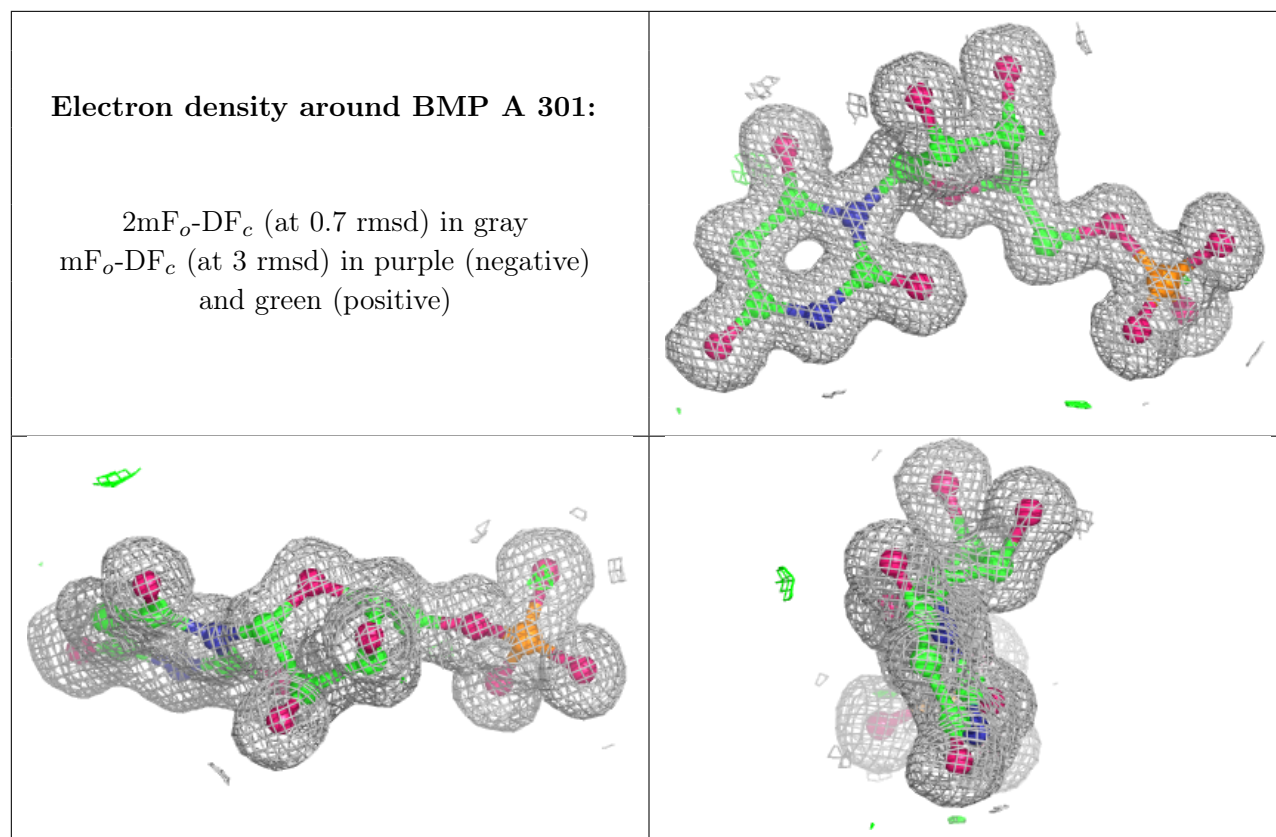 Electron density around BMP A 301:
2mFo-DFc (at 0.7 rmsd) in gray
mFo-DFc (at 3 rmsd) in purple (negative)
and green (positive)